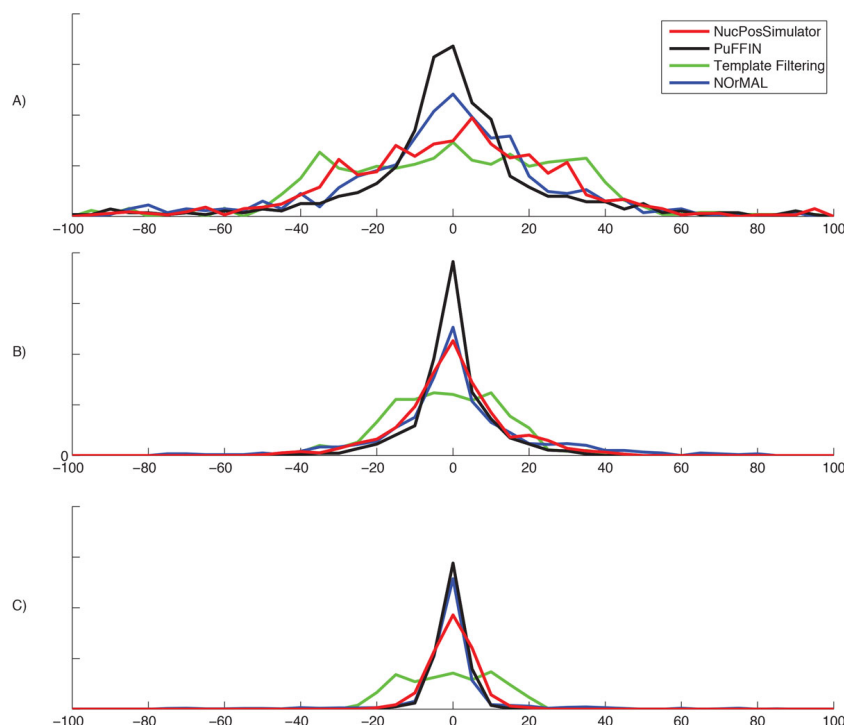 NucPosSimulator
PuFFIN
Template Filtering
NOrMAL
A)
−100 −80 −60 −40 −20 0 20 40 60 80 100
B)
0
−100 −80 −60 −40 −20 0 20 40 60 80 100
C)
−100 −80 −60 −40 −20 0 20 40 60 80 100